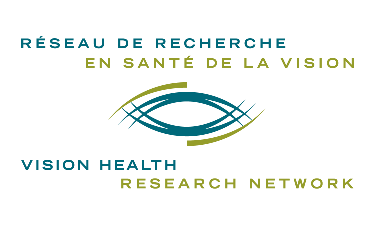 RÉSEAU DE RECHERCHE
EN SANTÉ DE LA VISION
VISION HEALTH
RESEARCH NETWORK